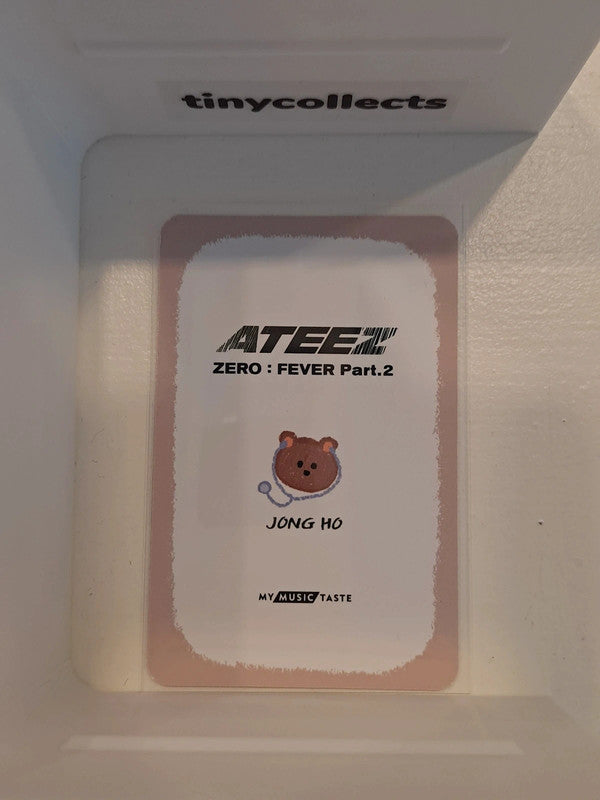 tinycollects
ATEEZ
ZERO : FEVER Part.2
JONG HO
MY MUSIC TASTE